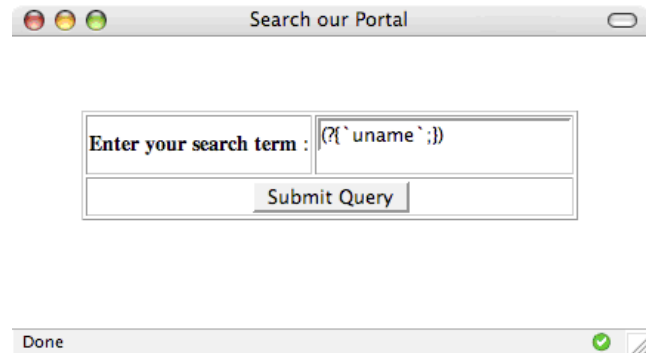 Search our Portal
Enter your search term : (?{`uname`;})
Submit Query
Done